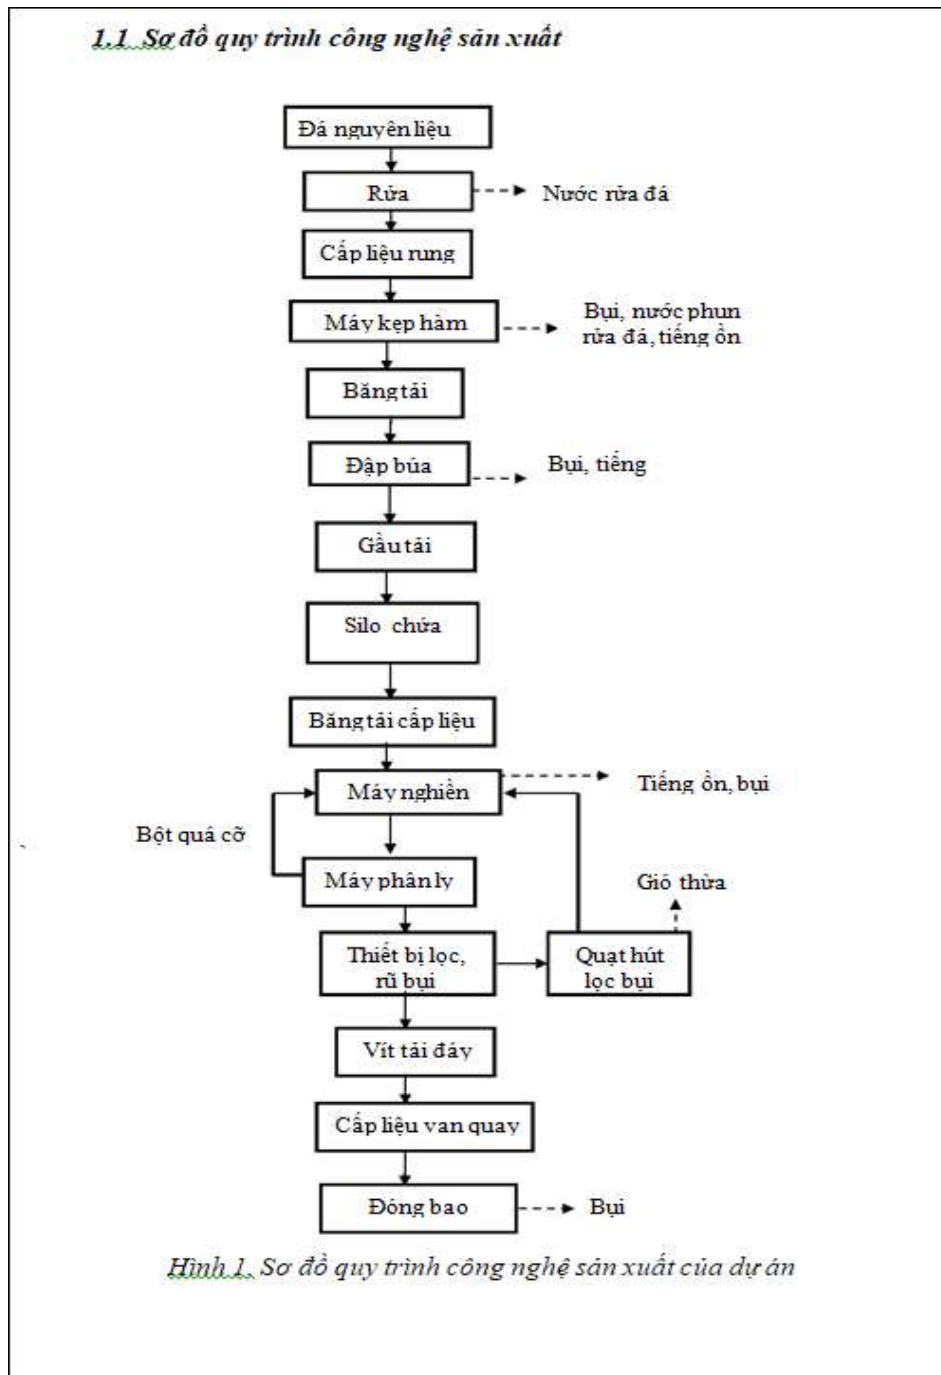 1.1 Sơ đồ quy trình công nghệ sản xuất
Đá nguyên liệu
Rửa
Nước rửa đá
Cấp liệu rung
Máy kẹp hàm
Bụi, nước phun
rửa đá, tiếng ồn
Băng tải
Đập búa
Bụi, tiếng
Gầu tải
Silo chứa
Băng tải cấp liệu
Máy nghiền
Tiếng ồn, bụi
Bột quá cỡ
Máy phân ly
Gió thừa
Thiết bị lọc,
rũ bụi
Quạt hút
lọc bụi
Vít tải đáy
Cấp liệu van quay
Đóng bao
Bụi
Hình 1. Sơ đồ quy trình công nghệ sản xuất của dự án